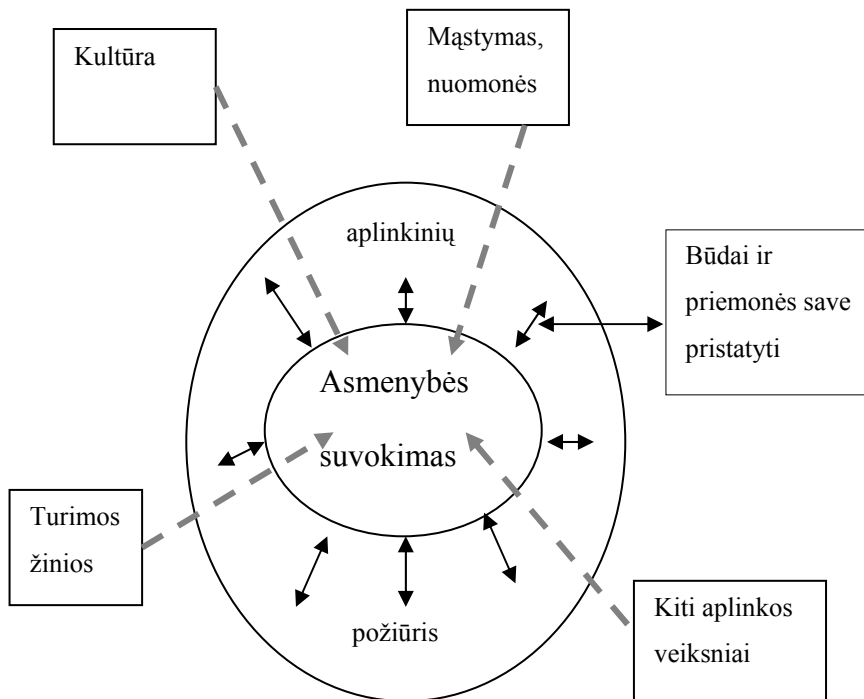 Kultūra
Mąstymas,
nuomonės
aplinkinių
Būdai ir
priemonės save
pristatyti
Asmenybės
suvokimas
Turimos
žinios
požiūris
Kiti aplinkos
veiksniai